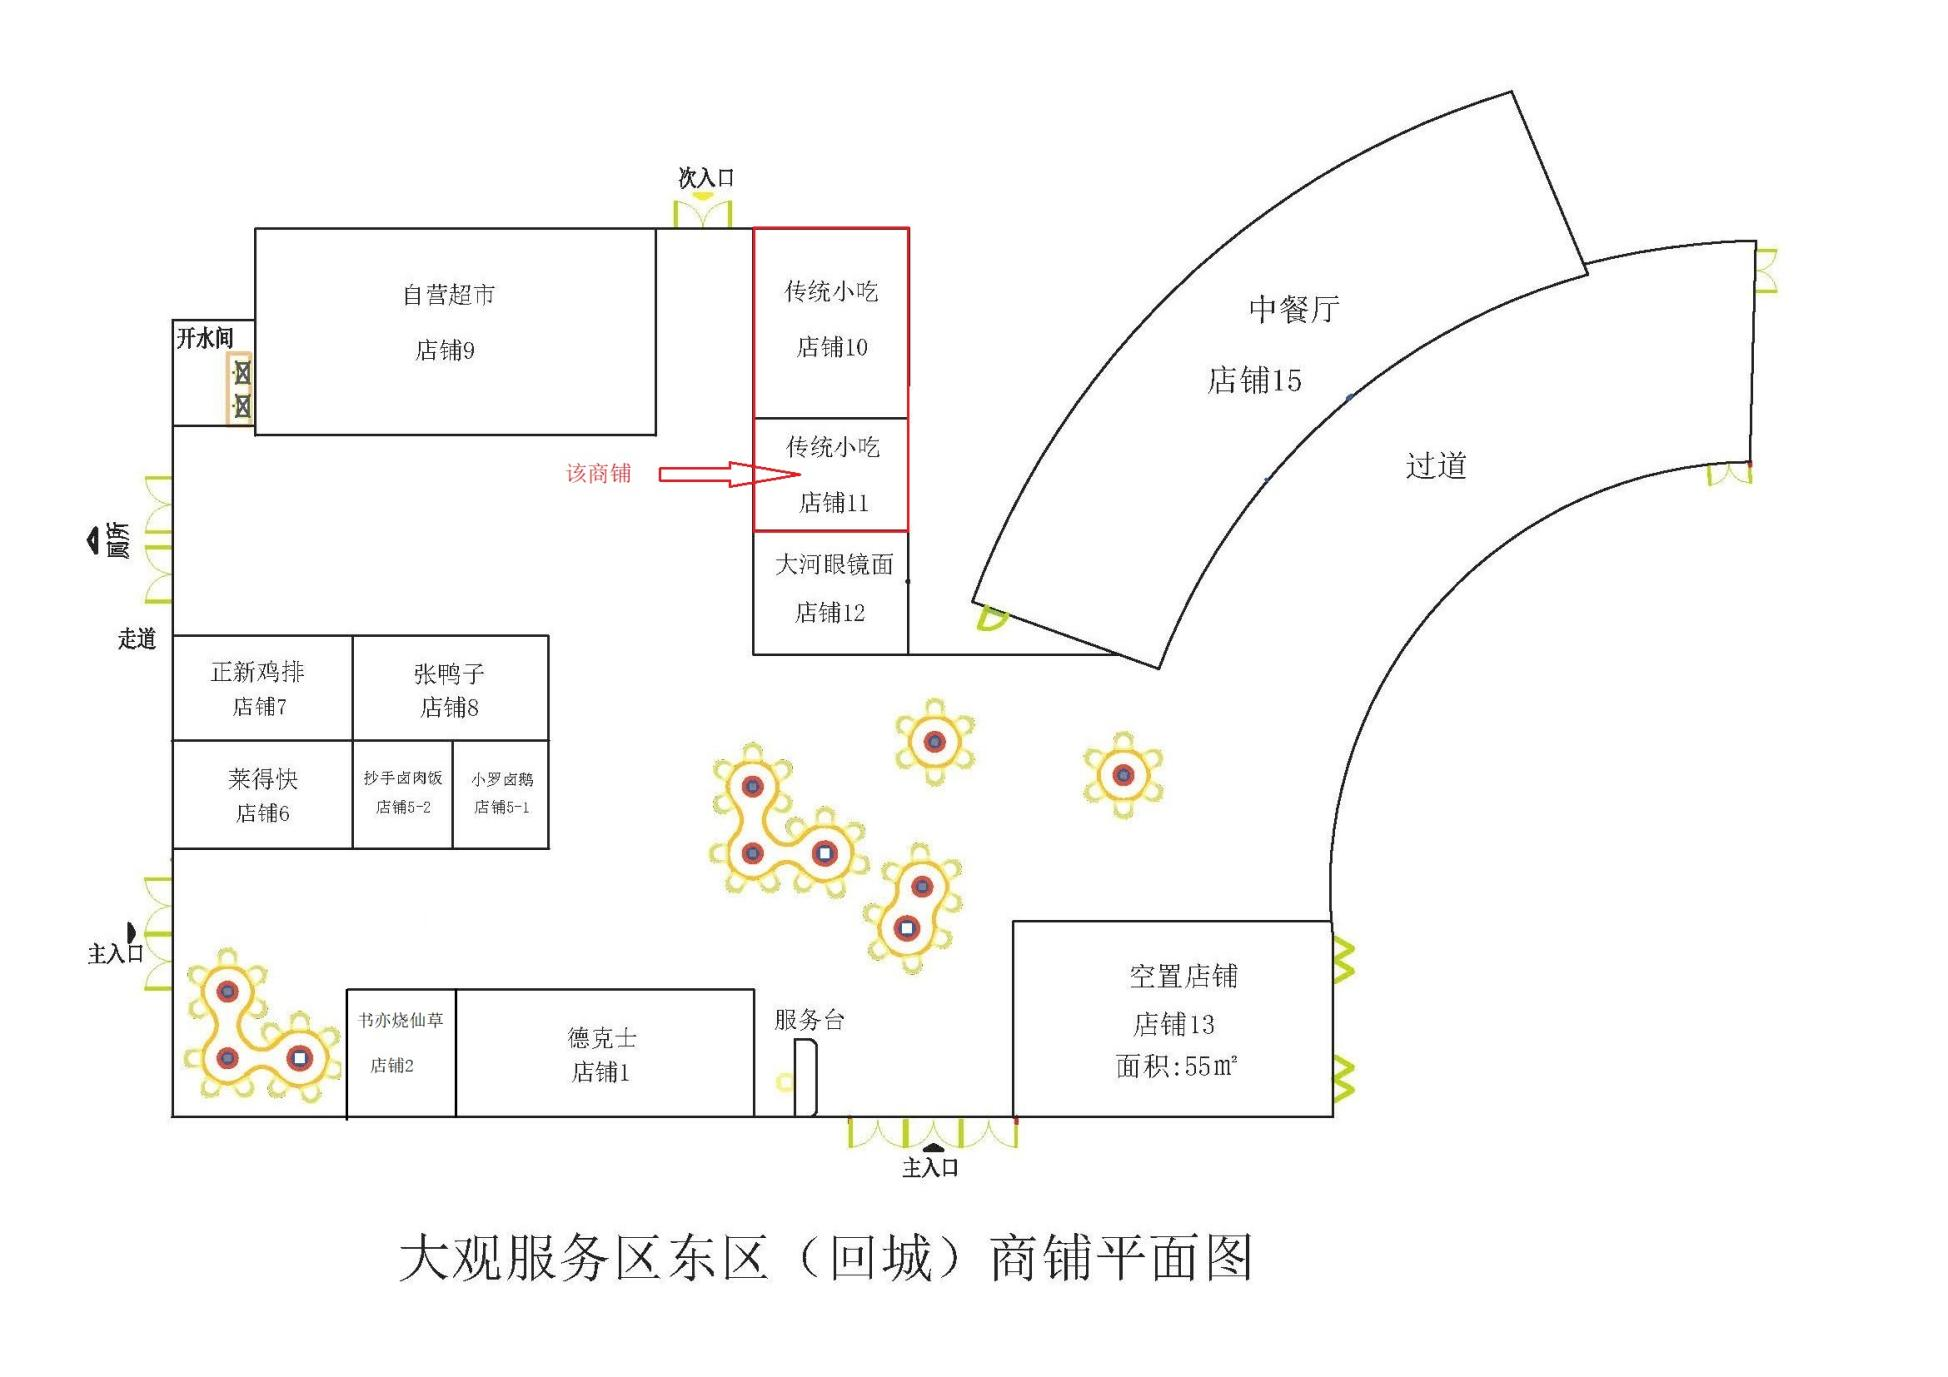 次入口
自营超市
店铺9
传统小吃
店铺10
中餐厅
店铺15
开水间
传统小吃
店铺11
该商铺
过道
厕所
大河眼镜面
店铺12
走道
正新鸡排
店铺7
张鸭子
店铺8
莱得快
店铺6
抄手卤肉饭
店铺5-2
小罗卤鹅
店铺5-1
主入口
书亦烧仙草
店铺2
德克士
店铺1
服务台
空置店铺
店铺13
面积:55㎡
主入口
大观服务区东区（回城）商铺平面图